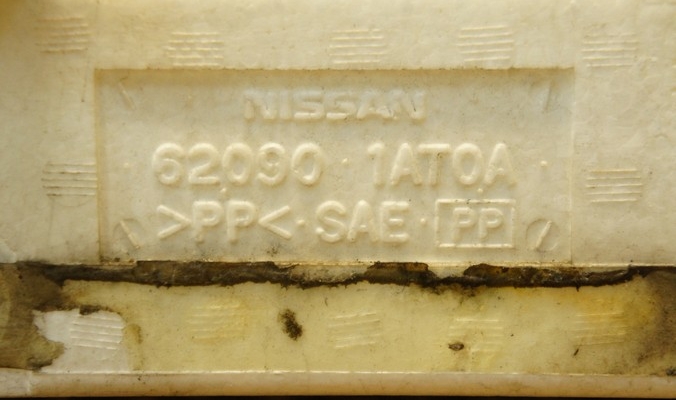 NISSAN
62090 · 1AT0A
>PP<· SAE · PP